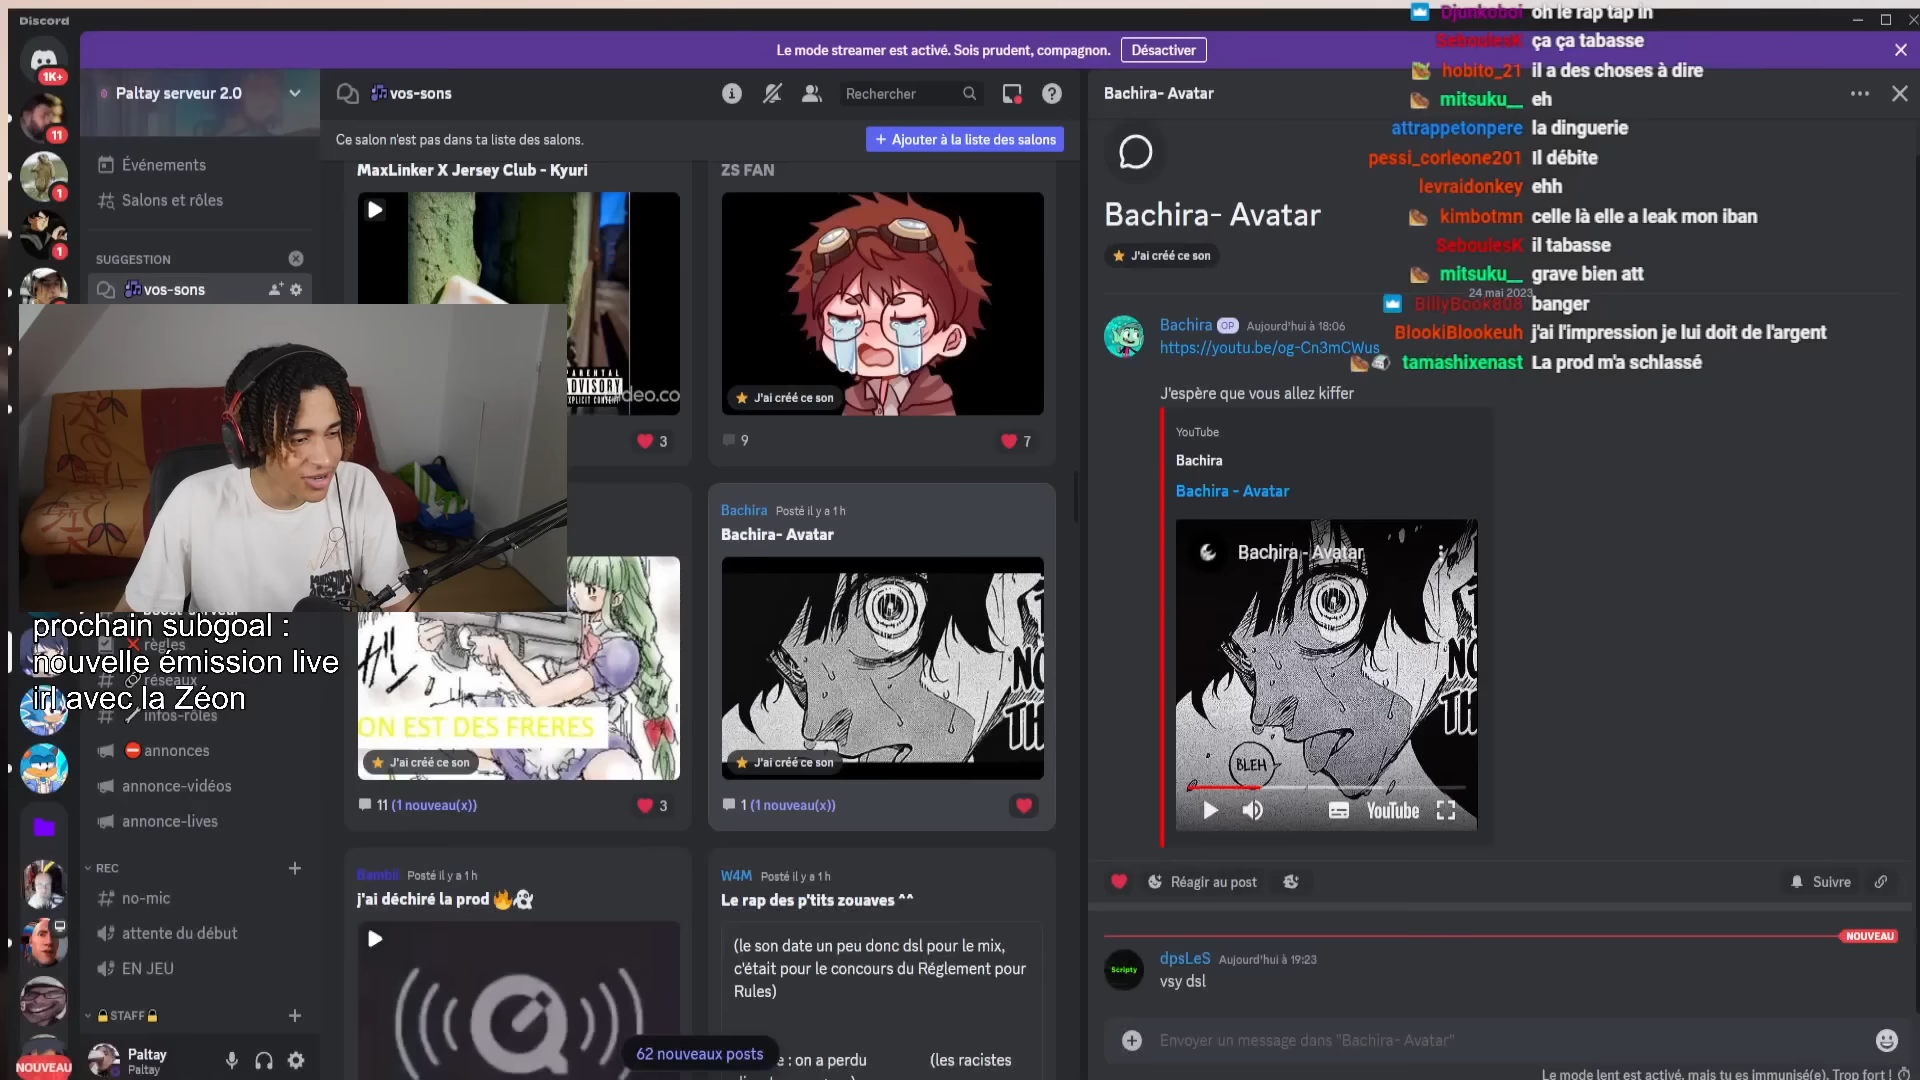 Discord
Le mode streamer est activé. Sois prudent, compagnon.
Désactiver
1K+
11
1
1
NOUVEAU
Paltay serveur 2.0
Événements
Salons et rôles
SUGGESTION
vos-sons
règles
réseaux
infos-rôles
annonces
annonce-vidéos
annonce-lives
REC
no-mic
attente du début
EN JEU
STAFF
Paltay
Paltay
prochain subgoal :
nouvelle émission live
irl avec la Zéon
vos-sons
Rechercher
Ce salon n'est pas dans ta liste des salons.
+ Ajouter à la liste des salons
MaxLinker X Jersey Club - Kyuri
ADVISORY
EXPLICIT CONTENT
deo.co
3
ZS FAN
J'ai créé ce son
9
7
ON EST DES FRERES
J'ai créé ce son
11 (1 nouveau(x))
3
Bachira Posté il y a 1 h
Bachira- Avatar
J'ai créé ce son
1 (1 nouveau(x))
Bambii Posté il y a 1 h
j'ai déchiré la prod
W4M Posté il y a 1 h
Le rap des p'tits zouaves ^^
(le son date un peu donc dsl pour le mix,
c'était pour le concours du Réglement pour
Rules)
: on a perdu (les racistes
62 nouveaux posts
Bachira- Avatar
Bachira- Avatar
J'ai créé ce son
24 mai 2023
Bachira OP Aujourd'hui à 18:06
https://youtu.be/og-Cn3mCWus
J'espère que vous allez kiffer
YouTube
Bachira
Bachira - Avatar
Bachira - Avatar
BLEH
YouTube
Réagir au post
Suivre
NOUVEAU
Scripty
dpsLeS Aujourd'hui à 19:23
vsy dsl
Envoyer un message dans "Bachira- Avatar"
Le mode lent est activé, mais tu es immunisé(e). Trop fort !
Djunkoboi oh le rap tap in
SeboulesK ça ça tabasse
hobito_21 il a des choses à dire
mitsuku__ eh
attrappetonpere la dinguerie
pessi_corleone201 Il débite
levraidonkey ehh
kimbotmn celle là elle a leak mon iban
SeboulesK il tabasse
mitsuku__ grave bien att
BillyBook808 banger
BlookiBlookeuh j'ai l'impression je lui doit de l'argent
tamashixenast La prod m'a schlassé